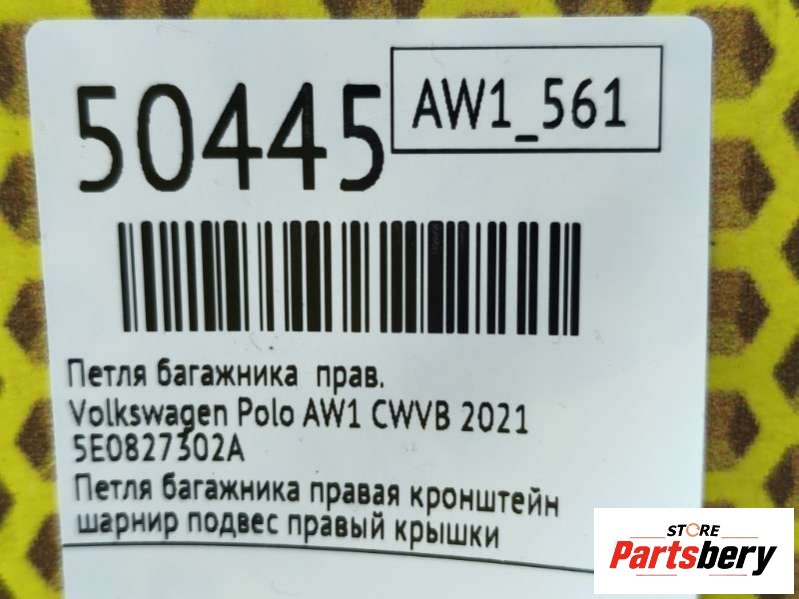 50445
AW1_561
Петля багажника прав.
Volkswagen Polo AW1 CWVB 2021
5E0827302A
Петля багажника правая кронштейн
шарнир подвес правый крышки
STORE
Partsbery